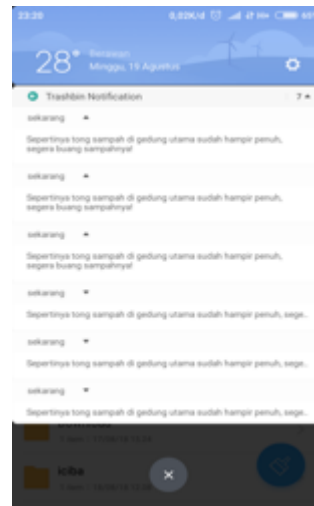 23:20 0,02K/d
28° Berawan
Minggu, 19 Agustus
Trashbin Notification 7
sekarang
Sepertinya tong sampah di gedung utama sudah hampir penuh,
segera buang sampahnya!
sekarang
Sepertinya tong sampah di gedung utama sudah hampir penuh,
segera buang sampahnya!
sekarang
Sepertinya tong sampah di gedung utama sudah hampir penuh,
segera buang sampahnya!
sekarang
Sepertinya tong sampah di gedung utama sudah hampir penuh, sege..
sekarang
Sepertinya tong sampah di gedung utama sudah hampir penuh, sege..
sekarang
Sepertinya tong sampah di gedung utama sudah hampir penuh, sege..
iciba